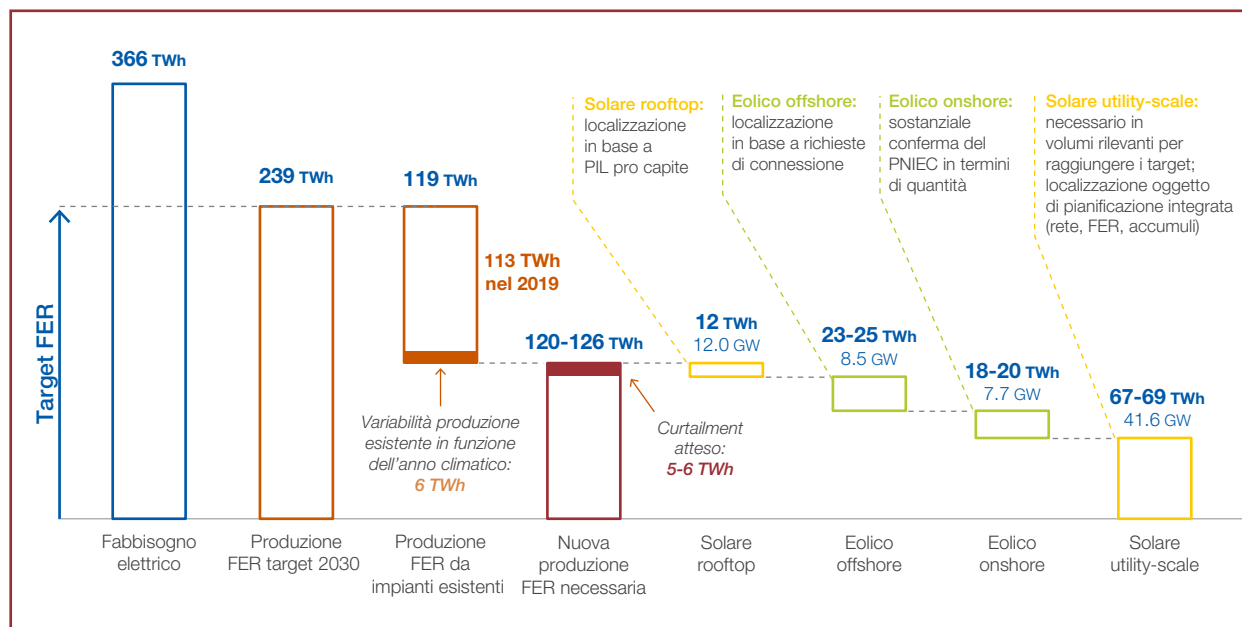 366 TWh
Solare rooftop:
localizzazione
in base a
PIL pro capite
Eolico offshore:
localizzazione
in base a richieste
di connessione
Eolico onshore:
sostanziale
conferma del
PNIEC in termini
di quantità
Solare utility-scale:
necessario in
volumi rilevanti per
raggiungere i target;
localizzazione oggetto
di pianificazione integrata
(rete, FER, accumuli)
239 TWh
119 TWh
113 TWh
nel 2019
Target FER
120-126 TWh
12 TWh
12.0 GW
23-25 TWh
8.5 GW
18-20 TWh
7.7 GW
67-69 TWh
41.6 GW
Variabilità produzione
esistente in funzione
dell'anno climatico:
6 TWh
Curtailment
atteso:
5-6 TWh
Fabbisogno
elettrico
Produzione
FER target 2030
Produzione
FER da
impianti esistenti
Nuova
produzione
FER necessaria
Solare
rooftop
Eolico
offshore
Eolico
onshore
Solare
utility-scale